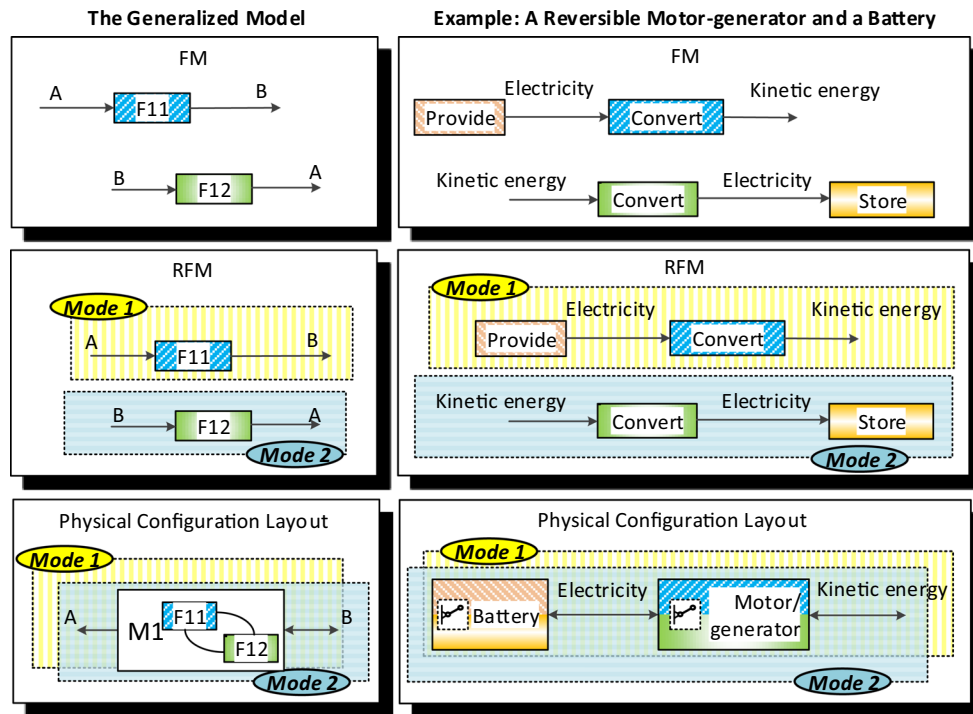 The Generalized Model
Example: A Reversible Motor-generator and a Battery
FM
A
B
F11
B
A
F12
FM
Electricity
Kinetic energy
Provide
Convert
Kinetic energy
Electricity
Convert
Store
RFM
Mode 1
A
B
F11
B
A
F12
Mode 2
RFM
Mode 1
Electricity
Kinetic energy
Provide
Convert
Kinetic energy
Electricity
Convert
Store
Mode 2
Physical Configuration Layout
Mode 1
A
B
M1
F11
F12
Mode 2
Physical Configuration Layout
Mode 1
Electricity
Kinetic energy
Battery
Motor/
generator
Mode 2